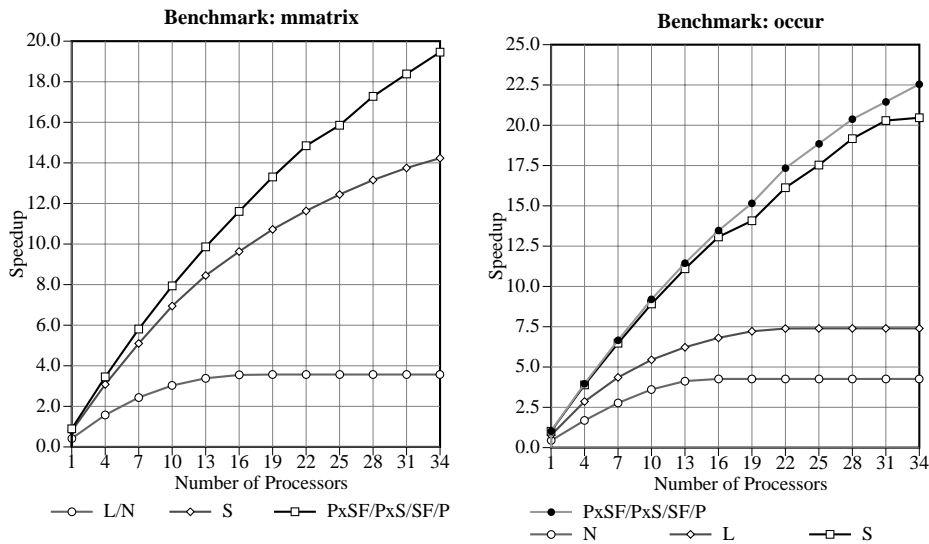 Benchmark: mmatrix
20.0
18.0
16.0
14.0
12.0
10.0
8.0
6.0
4.0
2.0
0.0
Speedup
1 4 7 10 13 16 19 22 25 28 31 34
Number of Processors
L/N S PxSF/PxS/SF/P
Benchmark: occur
25.0
22.5
20.0
17.5
15.0
12.5
10.0
7.5
5.0
2.5
0.0
Speedup
1 4 7 10 13 16 19 22 25 28 31 34
Number of Processors
PxSF/PxS/SF/P
N L S